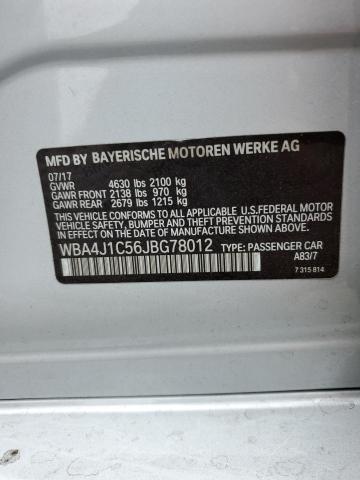 MFD BY BAYERISCHE MOTOREN WERKE AG
07/17
GVWR 4630 lbs 2100 kg
GAWR FRONT 2138 lbs 970 kg
GAWR REAR 2679 lbs 1215 kg
THIS VEHICLE CONFORMS TO ALL APPLICABLE U.S.FEDERAL MOTOR
VEHICLE SAFETY, BUMPER, AND THEFT PREVENTION STANDARDS IN
EFFECT ON THE DATE OF MANUFACTURE SHOWN ABOVE.
WBA4J1C56JBG78012 TYPE: PASSENGER CAR
A83/7
7 315 814